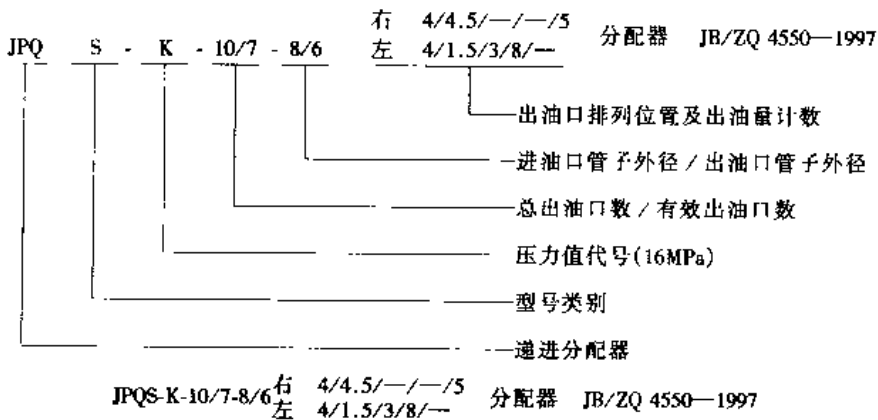 右 4/4.5/—/—/5
JPQ S - K - 10/7 - 8/6 左 4/1.5/3/8/— 分配器 JB/ZQ 4550—1997
出油口排列位置及出油量计数
进油口管子外径/出油口管子外径
总出油口数/有效出油口数
压力值代号(16MPa)
型号类别
递进分配器
JPQS-K-10/7-8/6 右 4/4.5/—/—/5 分配器 JB/ZQ 4550—1997
左 4/1.5/3/8/—